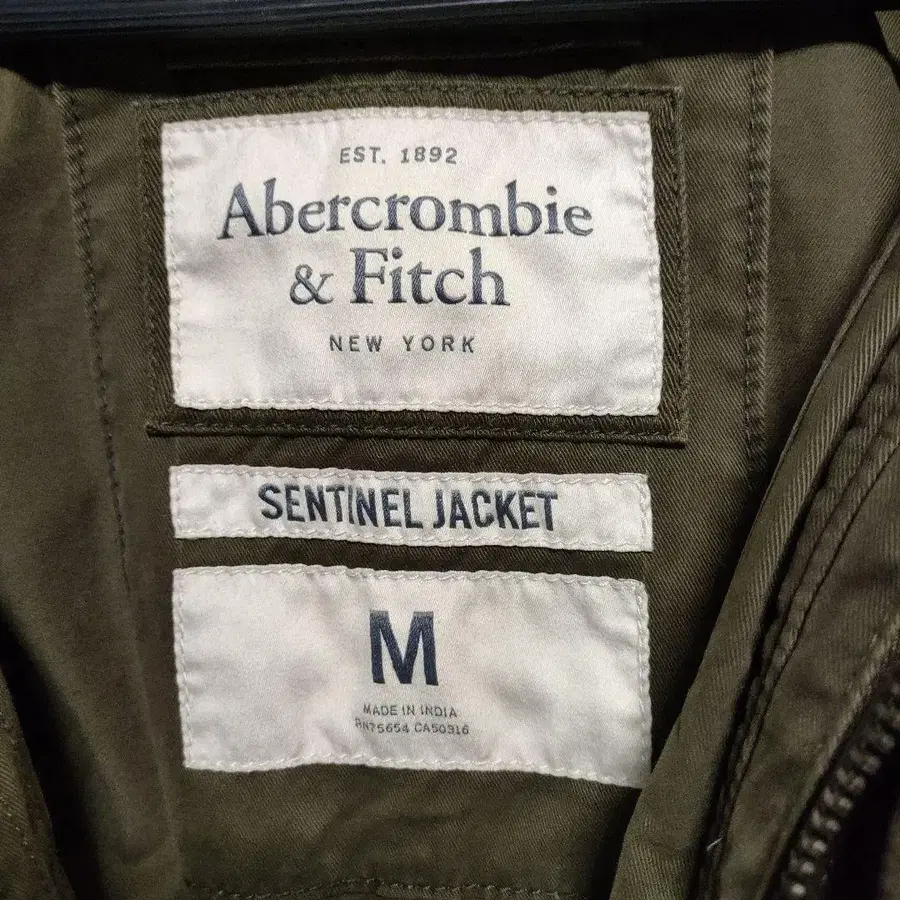 EST. 1892
Abercrombie
& Fitch
NEW YORK
SENTINEL JACKET
M
MADE IN INDIA
RN75654 CA50316